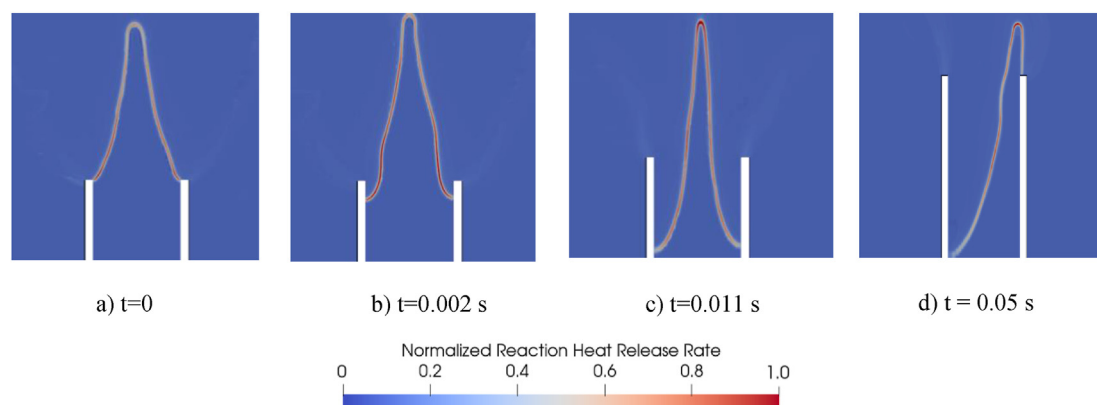 a) t=0
b) t=0.002 s
c) t=0.011 s
d) t = 0.05 s
Normalized Reaction Heat Release Rate
0 0.2 0.4 0.6 0.8 1.0